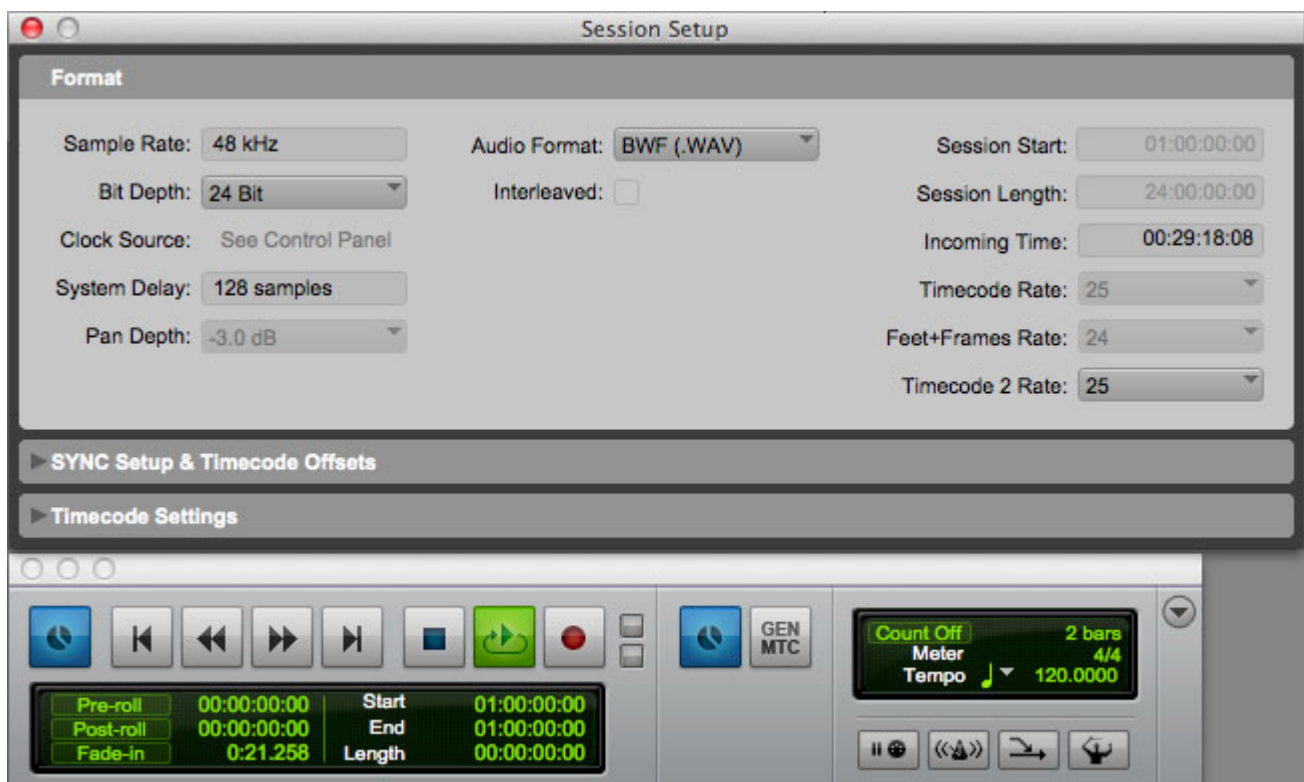 Session Setup
Format
Sample Rate: 48 kHz
Bit Depth: 24 Bit
Clock Source: See Control Panel
System Delay: 128 samples
Pan Depth: -3.0 dB
Audio Format: BWF (.WAV)
Interleaved:
Session Start: 01:00:00:00
Session Length: 24:00:00:00
Incoming Time: 00:29:18:08
Timecode Rate: 25
Feet+Frames Rate: 24
Timecode 2 Rate: 25
SYNC Setup & Timecode Offsets
Timecode Settings
GEN
MTC
Count Off 2 bars
Meter 4/4
Tempo 120.0000
Pre-roll 00:00:00:00 Start 01:00:00:00
Post-roll 00:00:00:00 End 01:00:00:00
Fade-in 0:21.258 Length 00:00:00:00